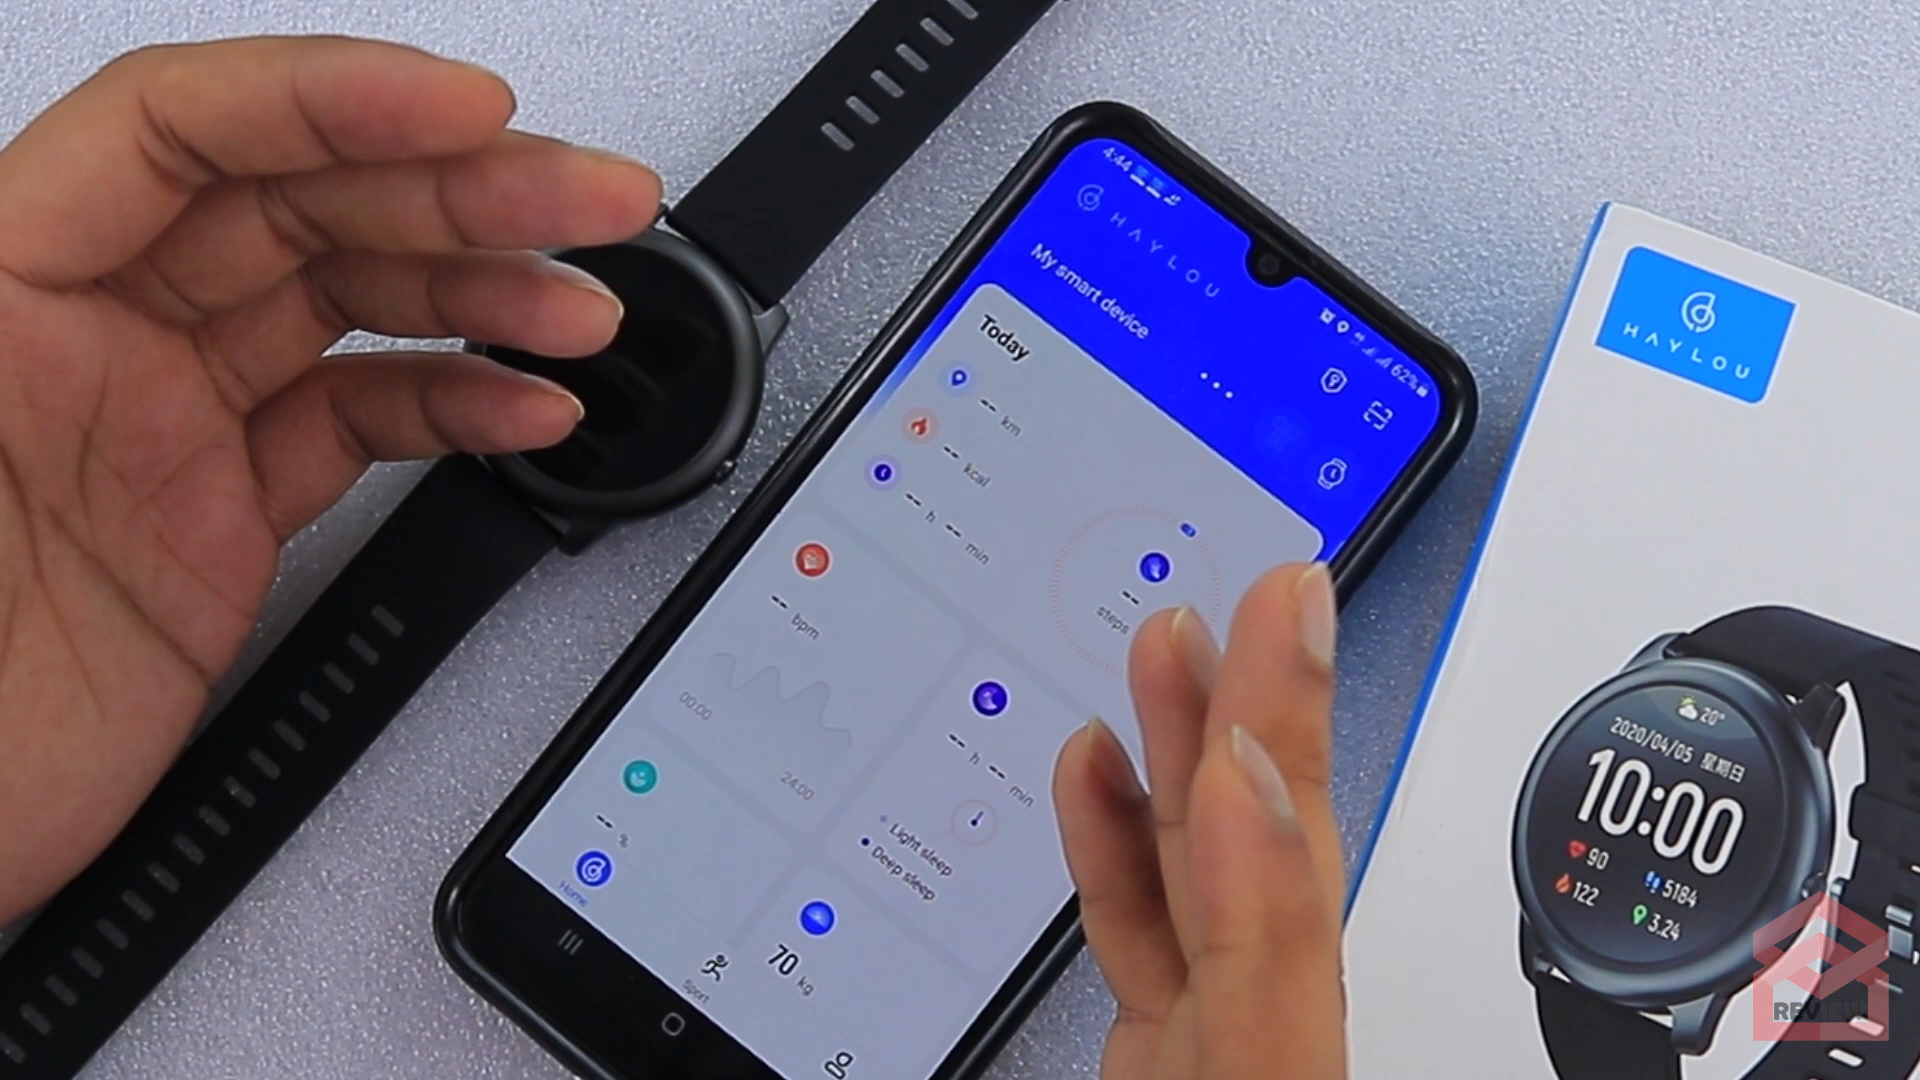 4:44
62%
HAYLOU
My smart device
Today
-- km
-- kcal
-- h -- min
-- steps
-- bpm
00:00
24:00
-- h -- min
Light sleep
Deep sleep
-- %
70 kg
Home
Sport
HAYLOU
20°
2020/04/05 星期日
10:00
90
5184
122
3.24
REVIEW